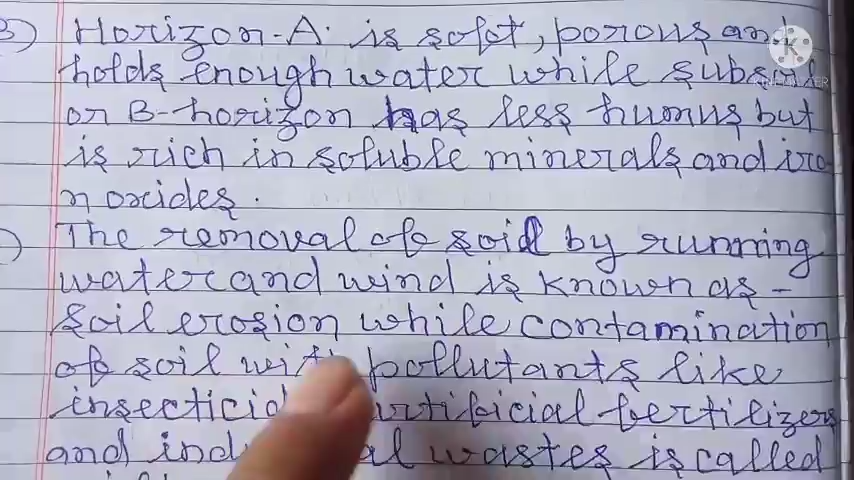 3) Horizon-A. is soft, porous and
holds enough water while subsoil
or B-horizon has less humus but
is rich in soluble minerals and iro
n oxides.
The removal of soil by running
water and wind is known as -
soil erosion while contamination
of soil with pollutants like
artificial fertilizers
and wastes is called